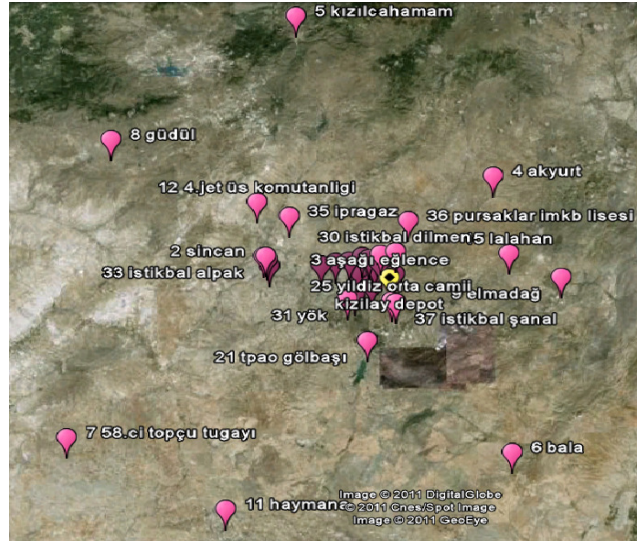 5 kızılcahamam
8 güdül
4 akyurt
12 4.jet üs komutanligi
35 ipragaz
36 pursaklar imkb lisesi
30 istikbal dilmen
15 lalahan
2 sincan
3 aşağı eğlence
33 istikbal alpak
25 yildiz orta camii
9 elmadağ
kizilay depot
31 yök
37 istikbal şanal
21 tpao gölbaşı
7 58.ci topçu tugayı
6 bala
11 haymana
Image © 2011 DigitalGlobe
© 2011 Cnes/Spot Image
Image © 2011 GeoEye